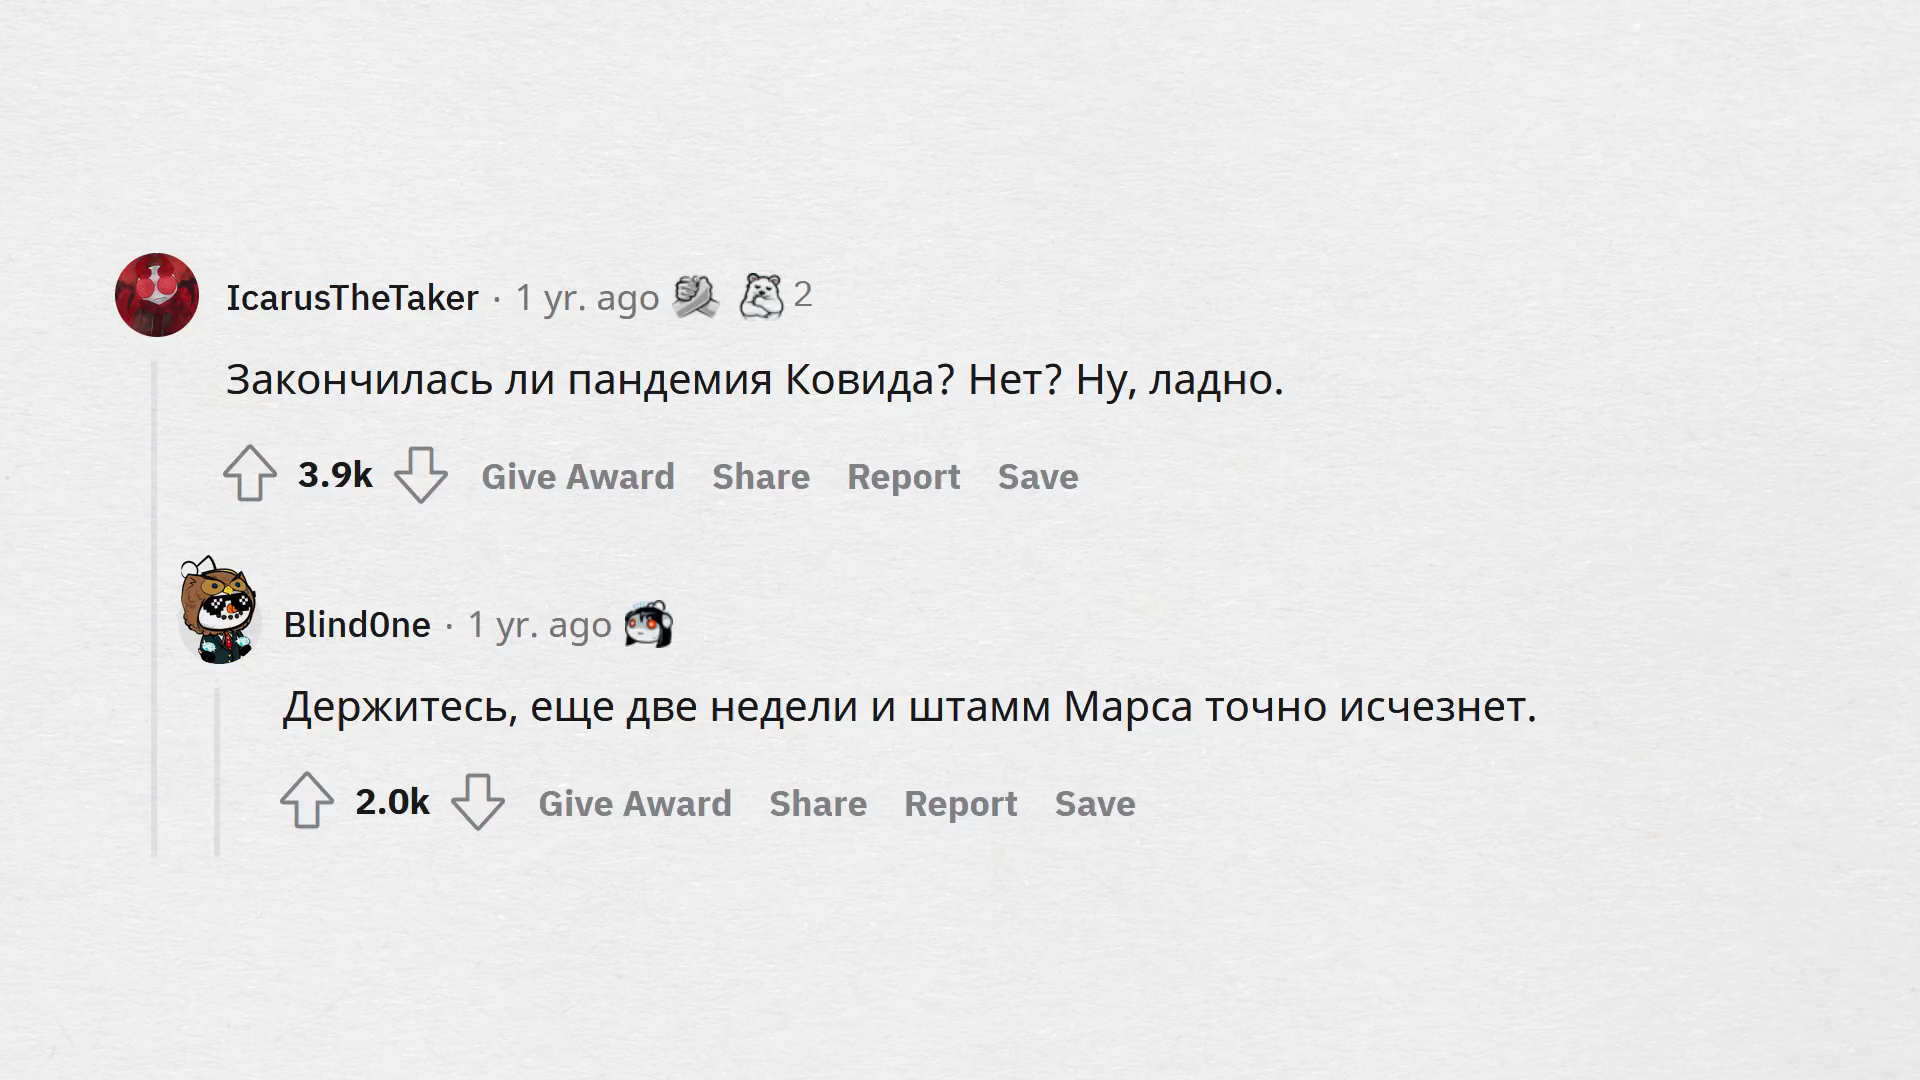 IcarusTheTaker · 1 yr. ago 2
Закончилась ли пандемия Ковида? Нет? Ну, ладно.
3.9k Give Award Share Report Save
Blind0ne · 1 yr. ago
Держитесь, еще две недели и штамм Марса точно исчезнет.
2.0k Give Award Share Report Save